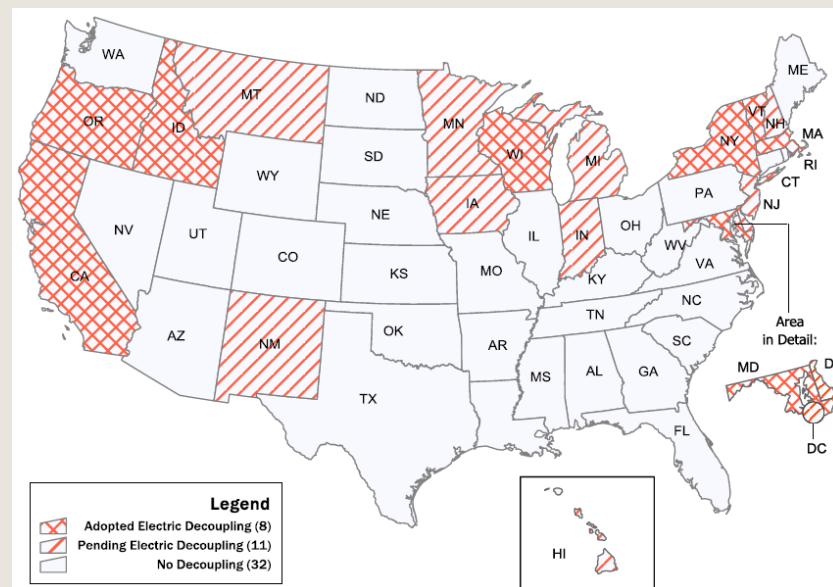 WA
MT
ND
MN
ME
OR
ID
SD
WI
MI
NY
VT
NH
MA
RI
CT
WY
IA
PA
NJ
NV
UT
NE
IL
IN
OH
CO
KS
MO
WV
VA
KY
CA
AZ
NM
OK
AR
TN
NC
SC
TX
MS
AL
GA
FL
Area
in Detail:
MD
D
DC
HI
Legend
Adopted Electric Decoupling (8)
Pending Electric Decoupling (11)
No Decoupling (32)